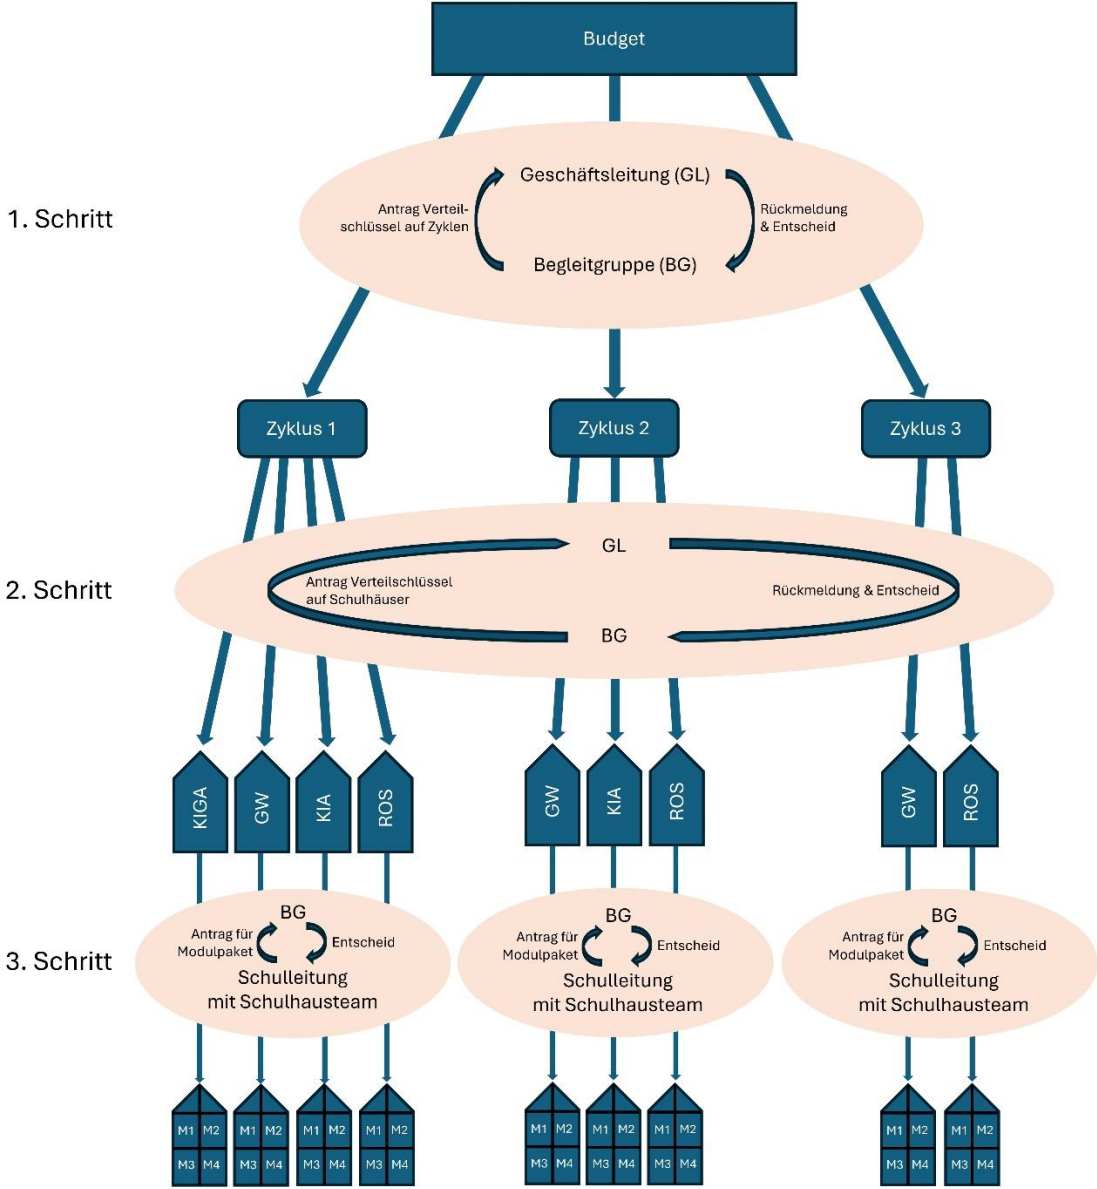 Budget
1. Schritt
Geschäftsleitung (GL)
Antrag Verteil-
schlüssel auf Zyklen
Rückmeldung
& Entscheid
Begleitgruppe (BG)
Zyklus 1
Zyklus 2
Zyklus 3
2. Schritt
GL
Antrag Verteilschlüssel
auf Schulhäuser
Rückmeldung & Entscheid
BG
KIGA
GW
KIA
ROS
GW
KIA
ROS
GW
ROS
3. Schritt
BG
Antrag für
Modulpaket
Entscheid
Schulleitung
mit Schulhausteam
BG
Antrag für
Modulpaket
Entscheid
Schulleitung
mit Schulhausteam
BG
Antrag für
Modulpaket
Entscheid
Schulleitung
mit Schulhausteam
M1 M2 M1 M2 M1 M2 M1 M2 M1 M2 M1 M2 M1 M2 M1 M2 M1 M2
M3 M4 M3 M4 M3 M4 M3 M4 M3 M4 M3 M4 M3 M4 M3 M4 M3 M4